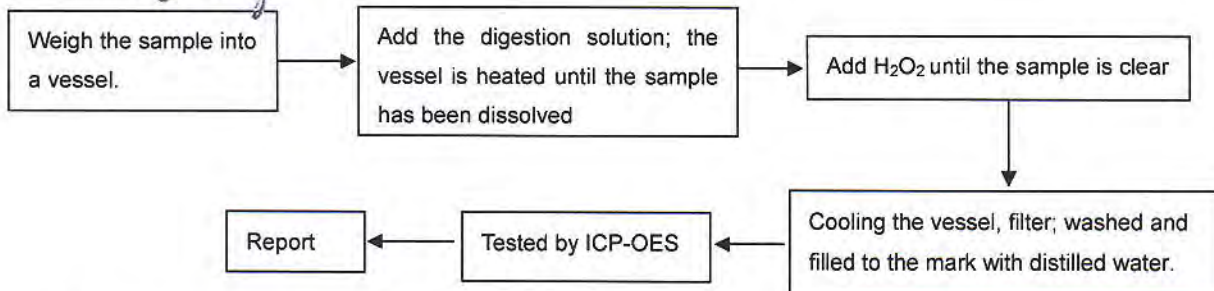 Weigh the sample into
a vessel.
Add the digestion solution; the
vessel is heated until the sample
has been dissolved
Add H₂O₂ until the sample is clear
Cooling the vessel, filter; washed and
filled to the mark with distilled water.
Tested by ICP-OES
Report